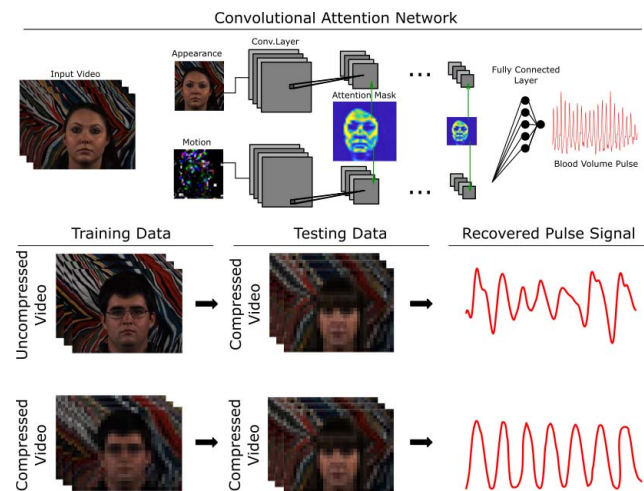 Convolutional Attention Network
Input Video
Appearance
Conv.Layer
...
Fully Connected
Layer
Attention Mask
Motion
...
Blood Volume Pulse
Training Data
Testing Data
Recovered Pulse Signal
Uncompressed
Video
Compressed
Video
Compressed
Video
Compressed
Video